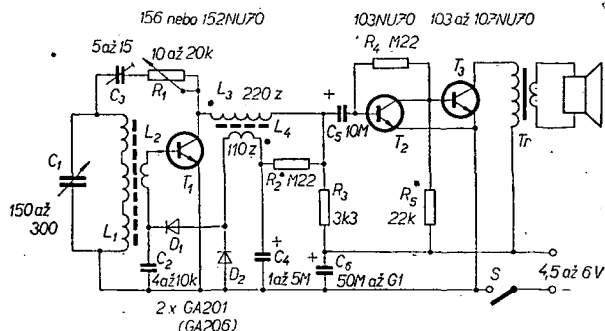 156 nebo 152NU70
103NU70
103 až 107NU70
5 až 15
10 až 20k
R4 M22
C3
R1
L3
220 z
T3
C5 10M
T2
Tr
L2
L4
C1
T1
110 z
R2 M22
R3
3k3
R5
22k
150 až
300
L1
D1
C2
4 až 10k
D2
C4
1 až 5M
C6
50M až G1
S
4,5 až 6V
2 x GA201
(GA206)